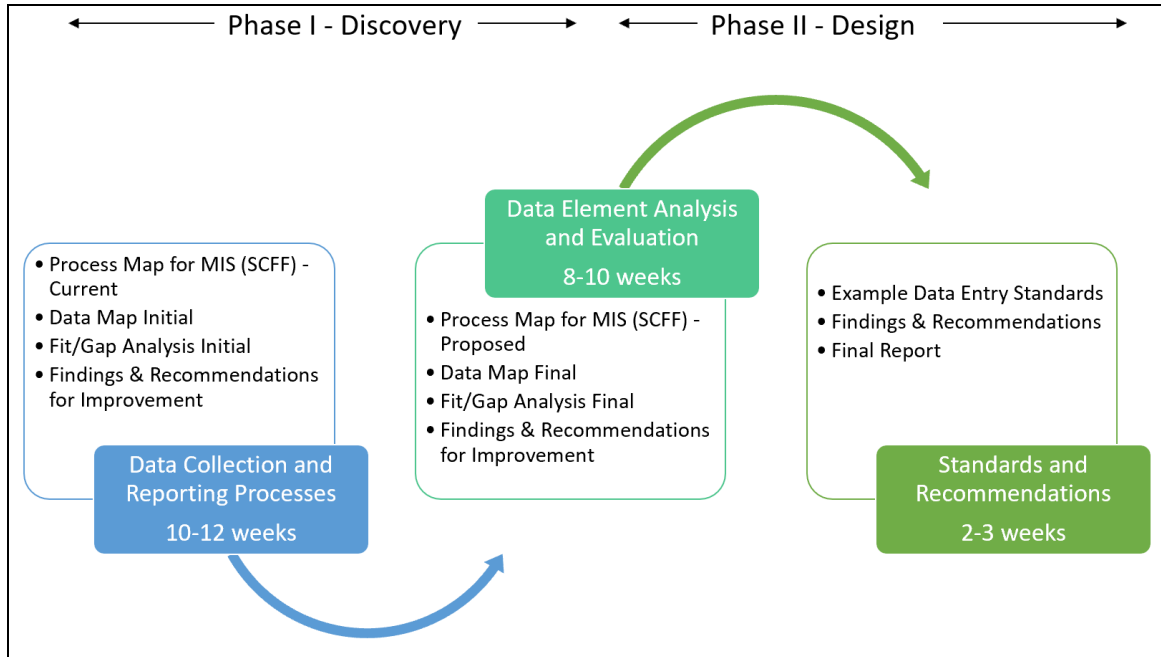 Phase I - Discovery
Phase II - Design
• Process Map for MIS (SCFF) -
Current
• Data Map Initial
• Fit/Gap Analysis Initial
• Findings & Recommendations
for Improvement
Data Collection and
Reporting Processes
10-12 weeks
Data Element Analysis
and Evaluation
8-10 weeks
• Process Map for MIS (SCFF) -
Proposed
• Data Map Final
• Fit/Gap Analysis Final
• Findings & Recommendations
for Improvement
• Example Data Entry Standards
• Findings & Recommendations
• Final Report
Standards and
Recommendations
2-3 weeks